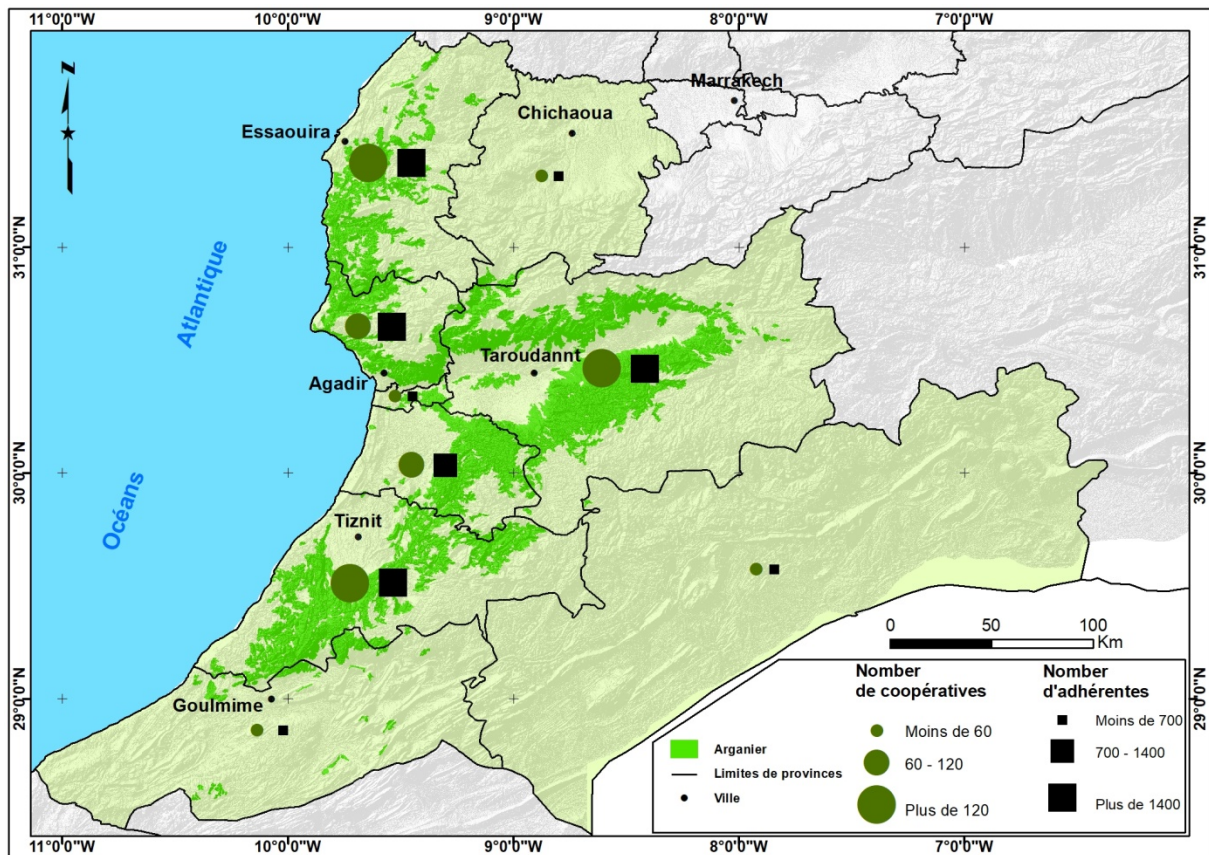 11°0'0"W
10°0'0"W
9°0'0"W
8°0'0"W
7°0'0"W
31°0'0"N
30°0'0"N
29°0'0"N
31°0'0"N
30°0'0"N
29°0'0"N
N
Marrakech
Chichaoua
Essaouira
Atlantique
Océans
Taroudannt
Agadir
Tiznit
Goulmime
0 50 100
Km
Arganier
Limites de provinces
Ville
Nomber
de coopératives
Moins de 60
60 - 120
Plus de 120
Nombre
d'adhérentes
Moins de 700
700 - 1400
Plus de 1400
11°0'0"W
10°0'0"W
9°0'0"W
8°0'0"W
7°0'0"W